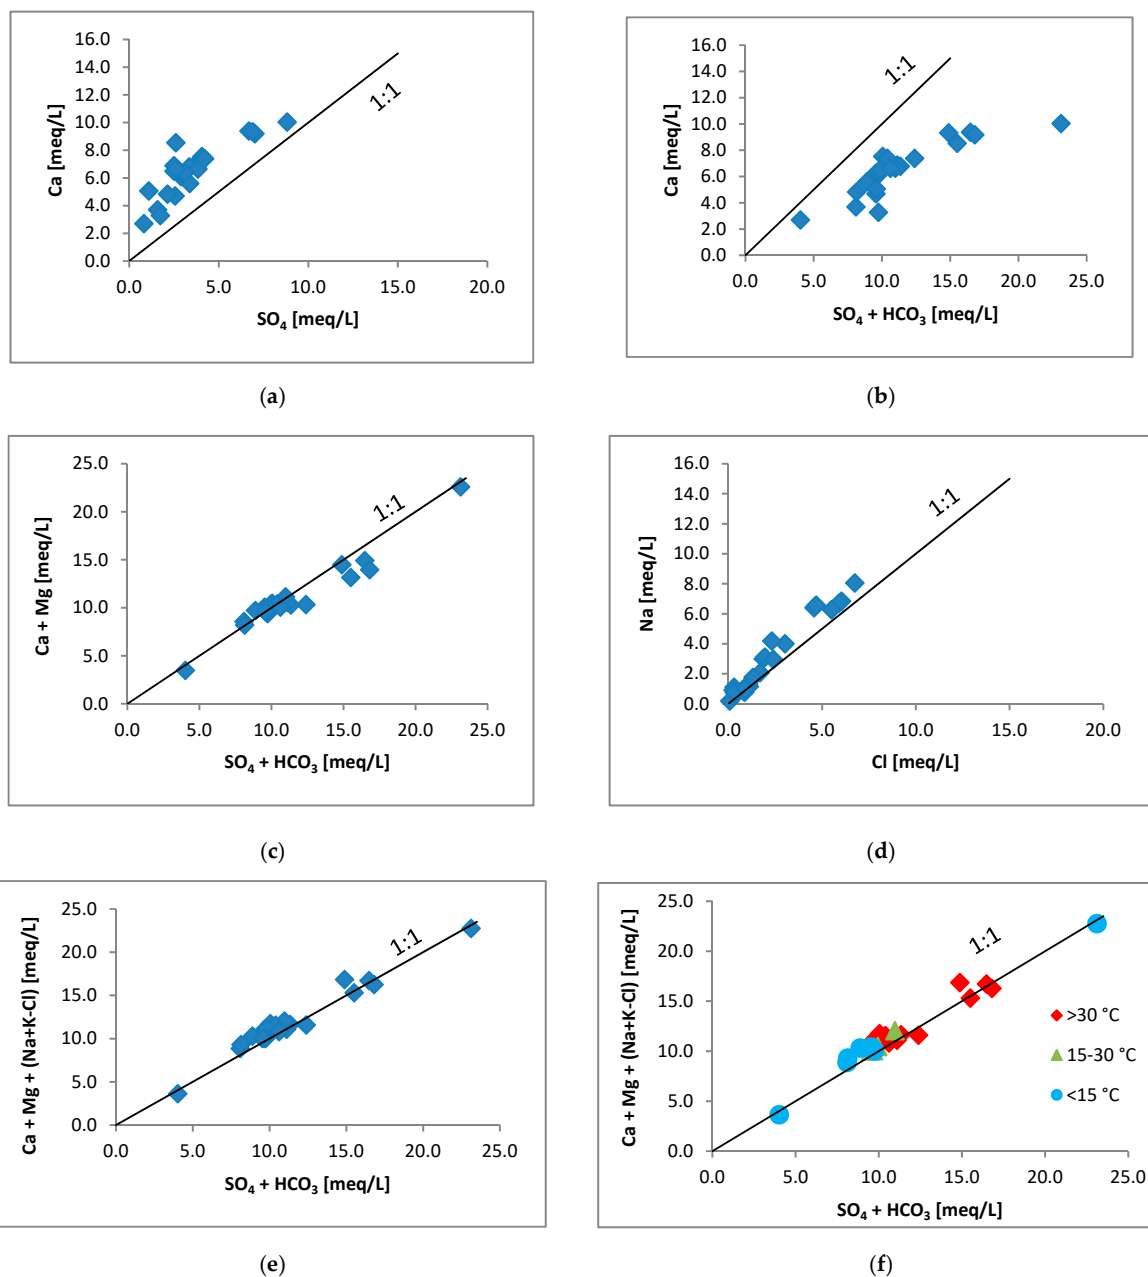 16.0
14.0
12.0
10.0
8.0
6.0
4.0
2.0
0.0
Ca [meq/L]
1:1
0.0 5.0 10.0 15.0 20.0
SO4 [meq/L]
(a)
16.0
14.0
12.0
10.0
8.0
6.0
4.0
2.0
0.0
Ca [meq/L]
1:1
0.0 5.0 10.0 15.0 20.0 25.0
SO4 + HCO3 [meq/L]
(b)
25.0
20.0
15.0
10.0
5.0
0.0
Ca + Mg [meq/L]
1:1
0.0 5.0 10.0 15.0 20.0 25.0
SO4 + HCO3 [meq/L]
(c)
16.0
14.0
12.0
10.0
8.0
6.0
4.0
2.0
0.0
Na [meq/L]
1:1
0.0 5.0 10.0 15.0 20.0
Cl [meq/L]
(d)
25.0
20.0
15.0
10.0
5.0
0.0
Ca + Mg + (Na+K-Cl) [meq/L]
1:1
0.0 5.0 10.0 15.0 20.0 25.0
SO4 + HCO3 [meq/L]
(e)
25.0
20.0
15.0
10.0
5.0
0.0
Ca + Mg + (Na+K-Cl) [meq/L]
1:1
>30 °C
15-30 °C
<15 °C
0.0 5.0 10.0 15.0 20.0 25.0
SO4 + HCO3 [meq/L]
(f)